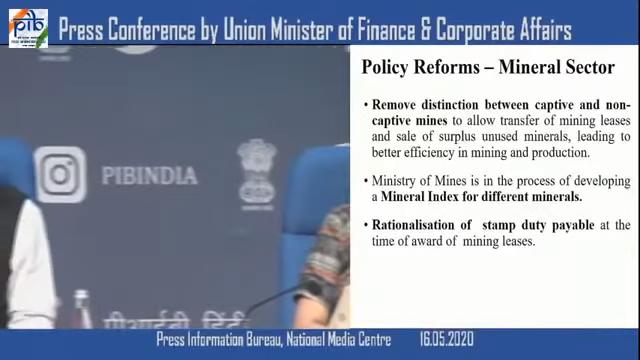 pib
Press Conference by Union Minister of Finance & Corporate Affairs
Policy Reforms – Mineral Sector
• Remove distinction between captive and non-
captive mines to allow transfer of mining leases
and sale of surplus unused minerals, leading to
better efficiency in mining and production.
• Ministry of Mines is in the process of developing
a Mineral Index for different minerals.
• Rationalisation of stamp duty payable at the
time of award of mining leases.
PIBINDIA
पीआईबी हिंदी
Press Information Bureau, National Media Centre 16.05.2020